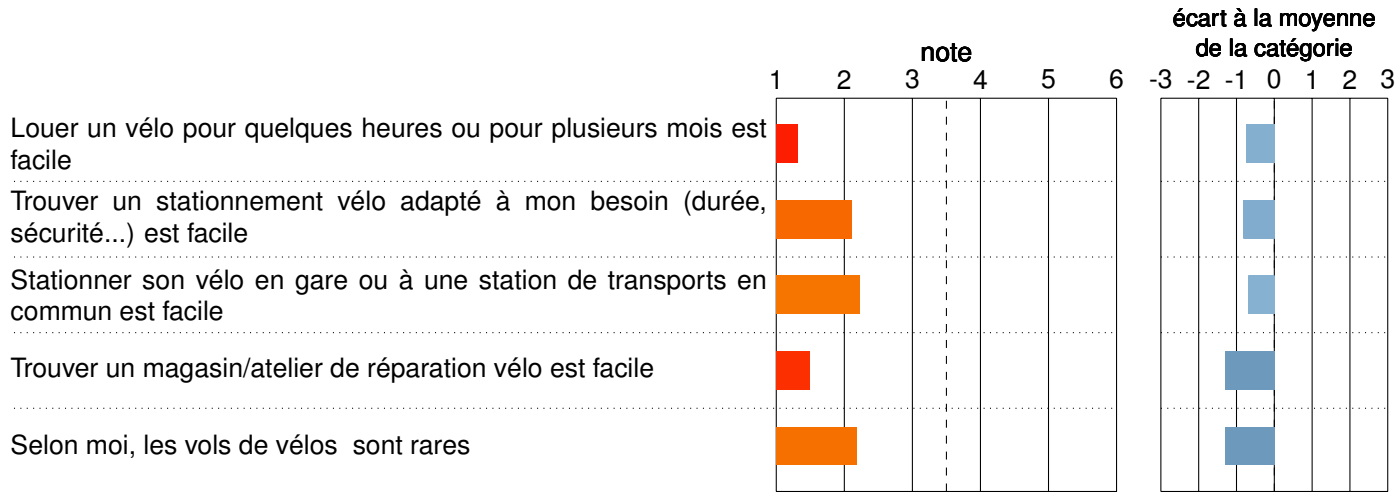 écart à la moyenne
note de la catégorie
1 2 3 4 5 6 -3 -2 -1 0 1 2 3
Louer un vélo pour quelques heures ou pour plusieurs mois est
facile
Trouver un stationnement vélo adapté à mon besoin (durée,
sécurité...) est facile
Stationner son vélo en gare ou à une station de transports en
commun est facile
Trouver un magasin/atelier de réparation vélo est facile
Selon moi, les vols de vélos sont rares